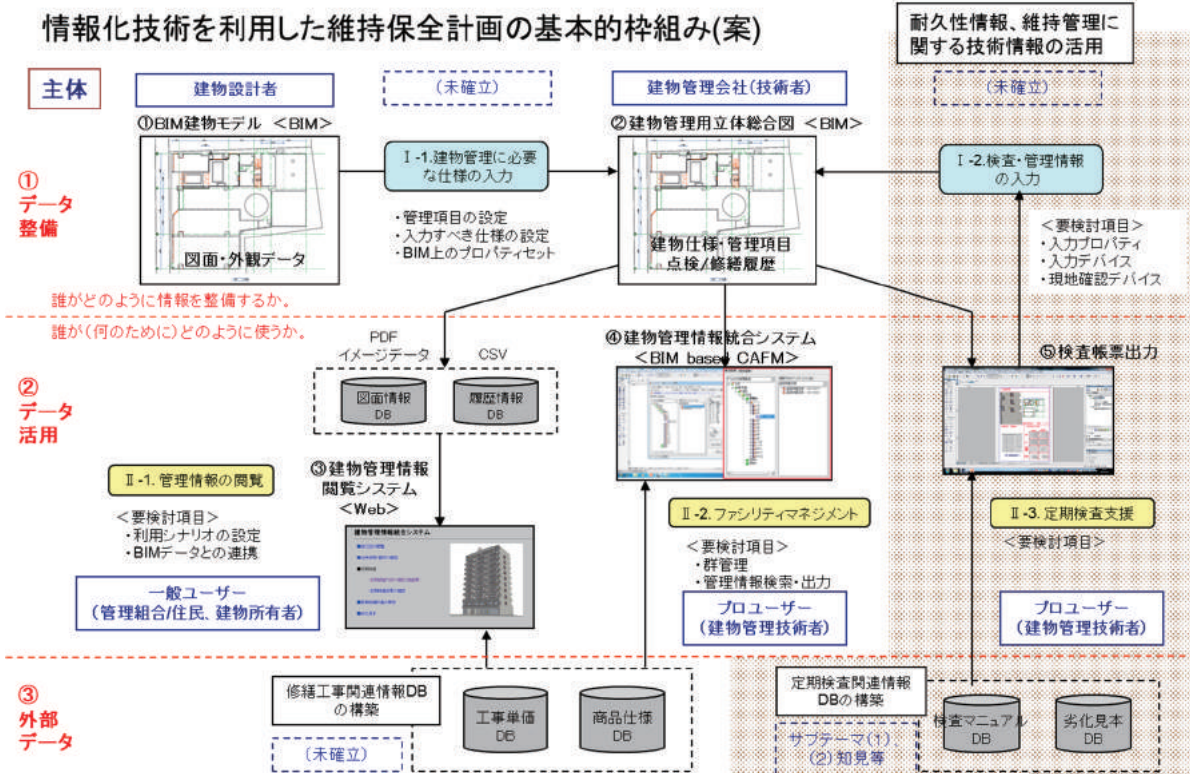 情報化技術を利用した維持保全計画の基本的枠組み(案)
耐久性情報、維持管理に
関する技術情報の活用
主体
建物設計者
(未確立)
建物管理会社(技術者)
(未確立)
①BIM建物モデル <BIM>
②建物管理用立体総合図 <BIM>
①
データ
整備
Ⅰ-1.建物管理に必要
な仕様の入力
Ⅰ-2.検査・管理情報
の入力
・管理項目の設定
・入力すべき仕様の設定
・BIM上のプロパティセット
図面・外観データ
建物仕様・管理項目
点検/修繕履歴
<要検討項目>
・入力プロパティ
・入力デバイス
・現地確認デバイス
誰がどのように情報を整備するか。
誰が(何のために)どのように使うか。
②
データ
活用
PDF
イメージデータ
CSV
図面情報
DB
履歴情報
DB
④建物管理情報統合システム
<BIM based CAFM>
⑤検査帳票出力
Ⅱ-1. 管理情報の閲覧
<要検討項目>
・利用シナリオの設定
・BIMデータとの連携
③建物管理情報
閲覧システム
<Web>
建物管理情報統合システム
一般ユーザー
(管理組合/住民、建物所有者)
Ⅱ-2.ファシリティマネジメント
<要検討項目>
・群管理
・管理情報検索・出力
プロユーザー
(建物管理技術者)
Ⅱ-3. 定期検査支援
<要検討項目>
プロユーザー
(建物管理技術者)
③
外部
データ
修繕工事関連情報DB
の構築
(未確立)
工事単価
DB
商品仕様
DB
定期検査関連情報
DBの構築
サブテーマ(1)、
(2)知見等
検査マニュアル
DB
劣化見本
DB